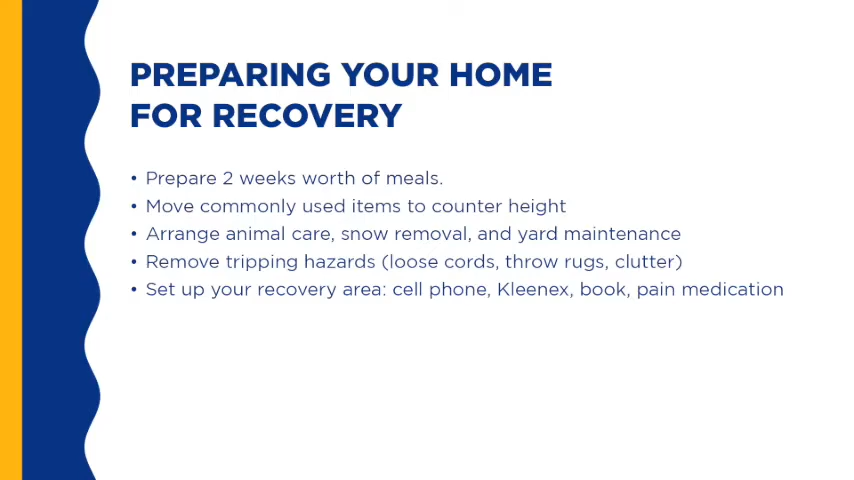 PREPARING YOUR HOME
FOR RECOVERY
• Prepare 2 weeks worth of meals.
• Move commonly used items to counter height
• Arrange animal care, snow removal, and yard maintenance
• Remove tripping hazards (loose cords, throw rugs, clutter)
• Set up your recovery area: cell phone, Kleenex, book, pain medication